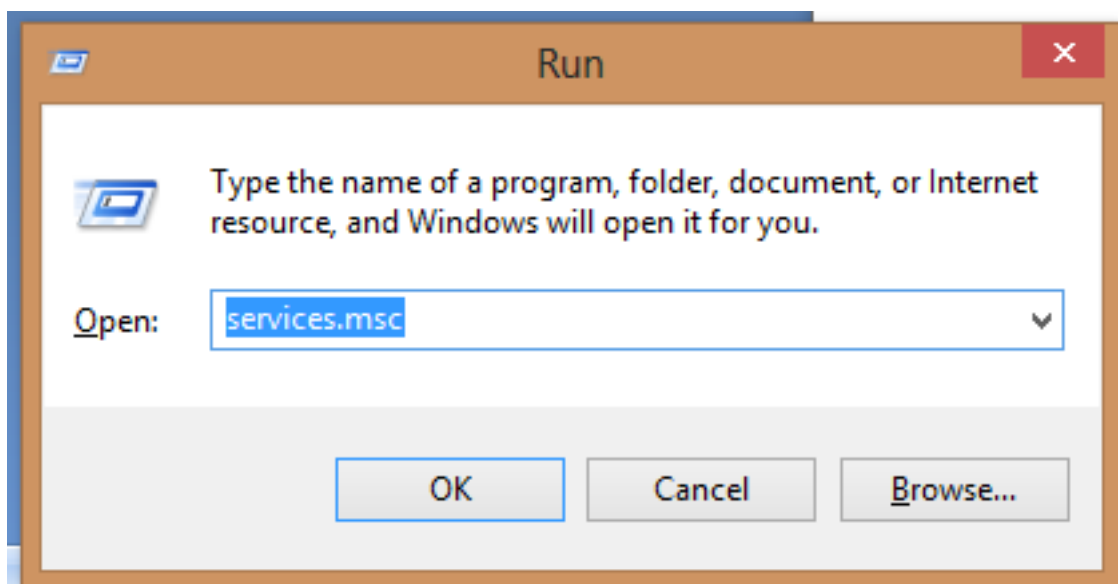 Run
Type the name of a program, folder, document, or Internet
resource, and Windows will open it for you.
Open:
services.msc
OK
Cancel
Browse...